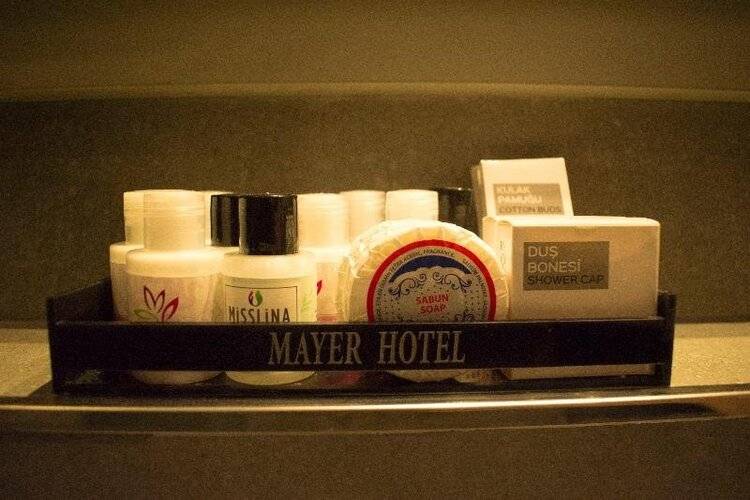 KULAK
PAMUĞU
COTTON BUDS
DUŞ
BONESİ
SHOWER CAP
MiSSLiNA
SABUN
SOAP
MAYER HOTEL